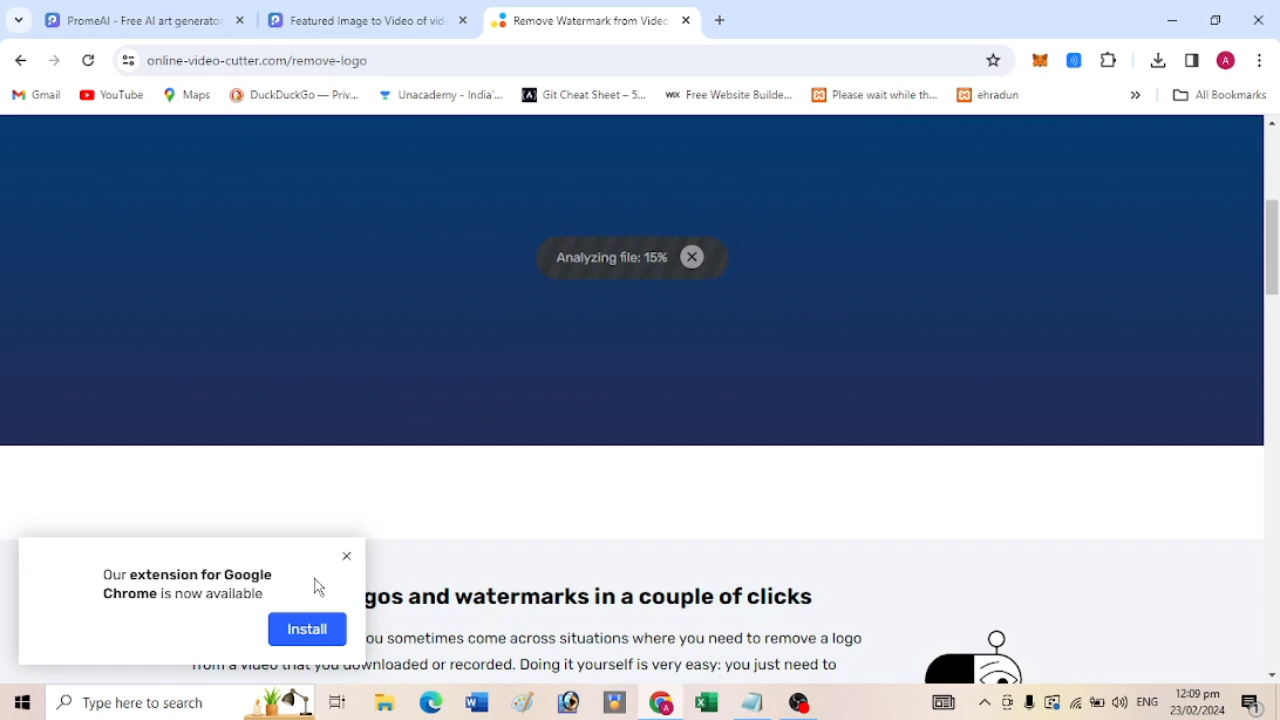 PromeAI - Free AI art generator
Featured Image to Video of vid
Remove Watermark from Video
online-video-cutter.com/remove-logo
A
Gmail
YouTube
Maps
DuckDuckGo — Priv...
Unacademy - India'...
Git Cheat Sheet – 5...
WIX Free Website Builde...
Please wait while th...
ehradun
»
All Bookmarks
Analyzing file: 15%
Our extension for Google
Chrome is now available
Install
gos and watermarks in a couple of clicks
ou sometimes come across situations where you need to remove a logo
from a video that you downloaded or recorded. Doing it yourself is very easy: you just need to
Type here to search
ENG
12:09 pm
23/02/2024
1